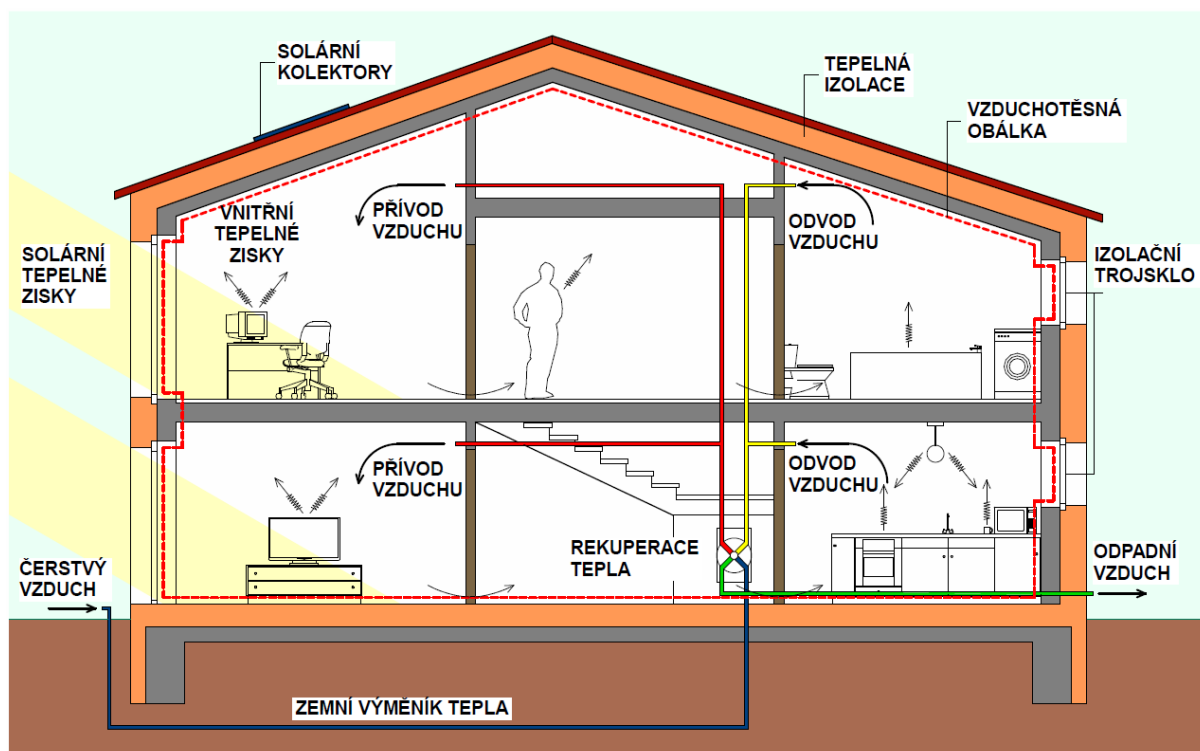 SOLÁRNÍ
KOLEKTORY
TEPELNÁ
IZOLACE
VZDUCHOTĚSNÁ
OBÁLKA
VNITŘNÍ
TEPELNÉ
ZISKY
PŘÍVOD
VZDUCHU
ODVOD
VZDUCHU
SOLÁRNÍ
TEPELNÉ
ZISKY
IZOLAČNÍ
TROJSKLO
PŘÍVOD
VZDUCHU
ODVOD
VZDUCHU
REKUPERACE
TEPLA
ČERSTVÝ
VZDUCH
ODPADNÍ
VZDUCH
ZEMNÍ VÝMĚNÍK TEPLA